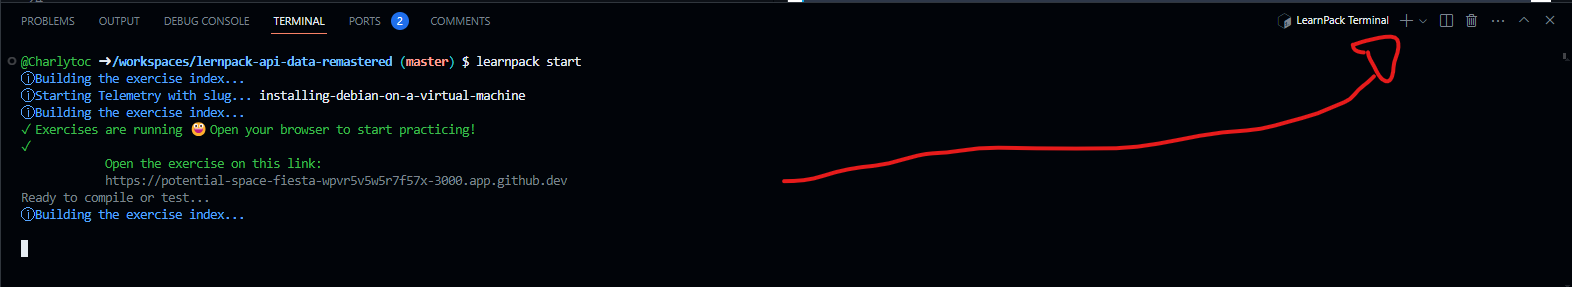 PROBLEMS OUTPUT DEBUG CONSOLE TERMINAL PORTS 2 COMMENTS LearnPack Terminal
@Charlytoc ➜/workspaces/lernpack-api-data-remastered (master) $ learnpack start
ⓘBuilding the exercise index...
ⓘStarting Telemetry with slug... installing-debian-on-a-virtual-machine
ⓘBuilding the exercise index...
✓ Exercises are running 😀 Open your browser to start practicing!
✓
Open the exercise on this link:
https://potential-space-fiesta-wpvr5v5w5r7f57x-3000.app.github.dev
Ready to compile or test...
ⓘBuilding the exercise index...